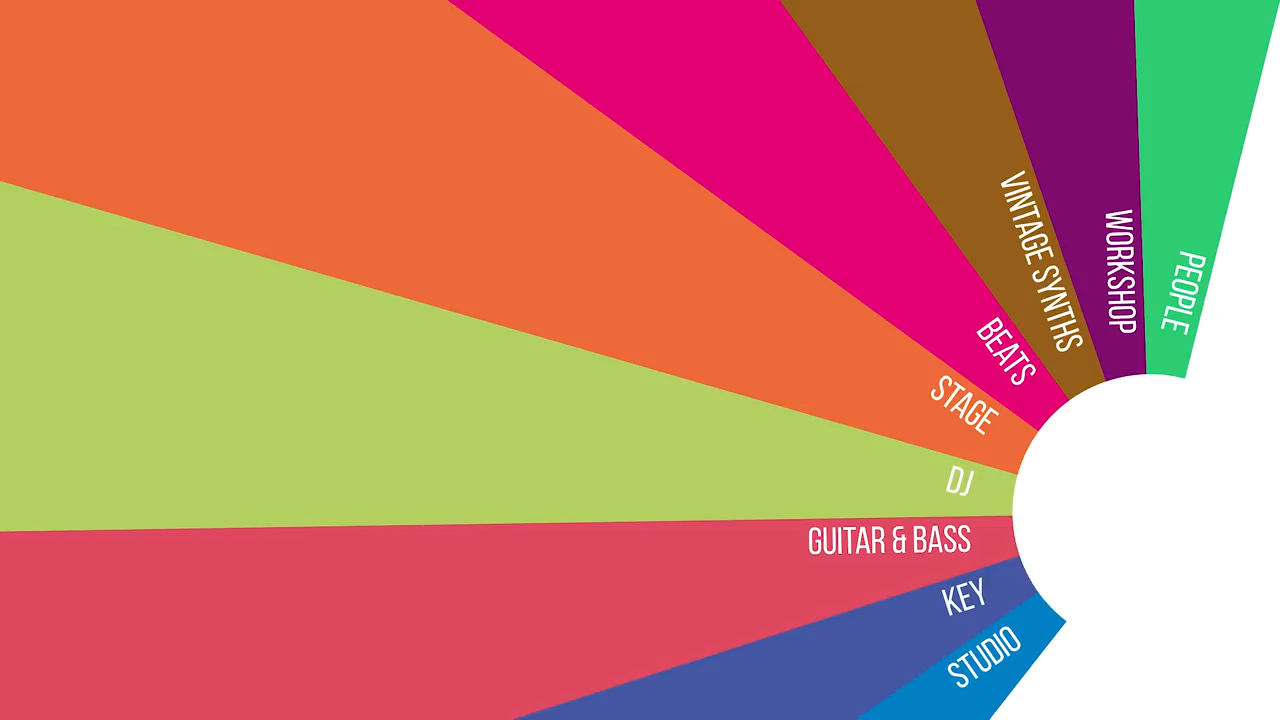 PEOPLE
WORKSHOP
VINTAGE SYNTHS
BEATS
STAGE
DJ
GUITAR & BASS
KEY
STUDIO